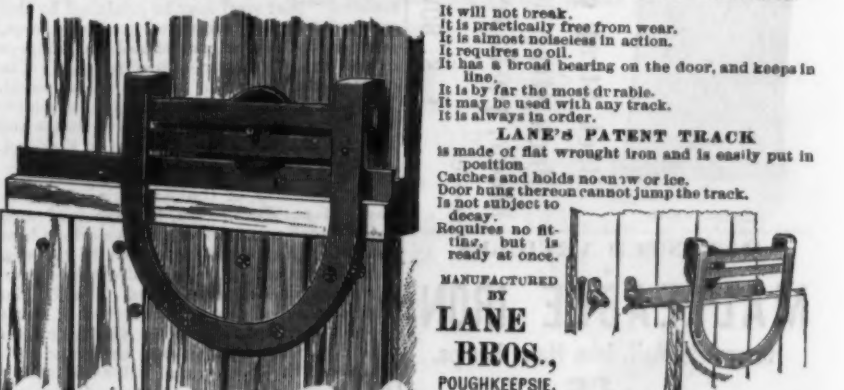 It will not break.
It is practically free from wear.
It is almost noiseless in action.
It requires no oil.
It has a broad bearing on the door, and keeps in
line.
It is by far the most durable.
It may be used with any track.
It is always in order.
LANE'S PATENT TRACK
is made of flat wrought iron and is easily put in
position
Catches and holds no snow or ice.
Door hung thereon cannot jump the track.
Is not subject to
decay.
Requires no fit-
ting, but is
ready at once.
MANUFACTURED
BY
LANE
BROS.,
POUGHKEEPSIE.